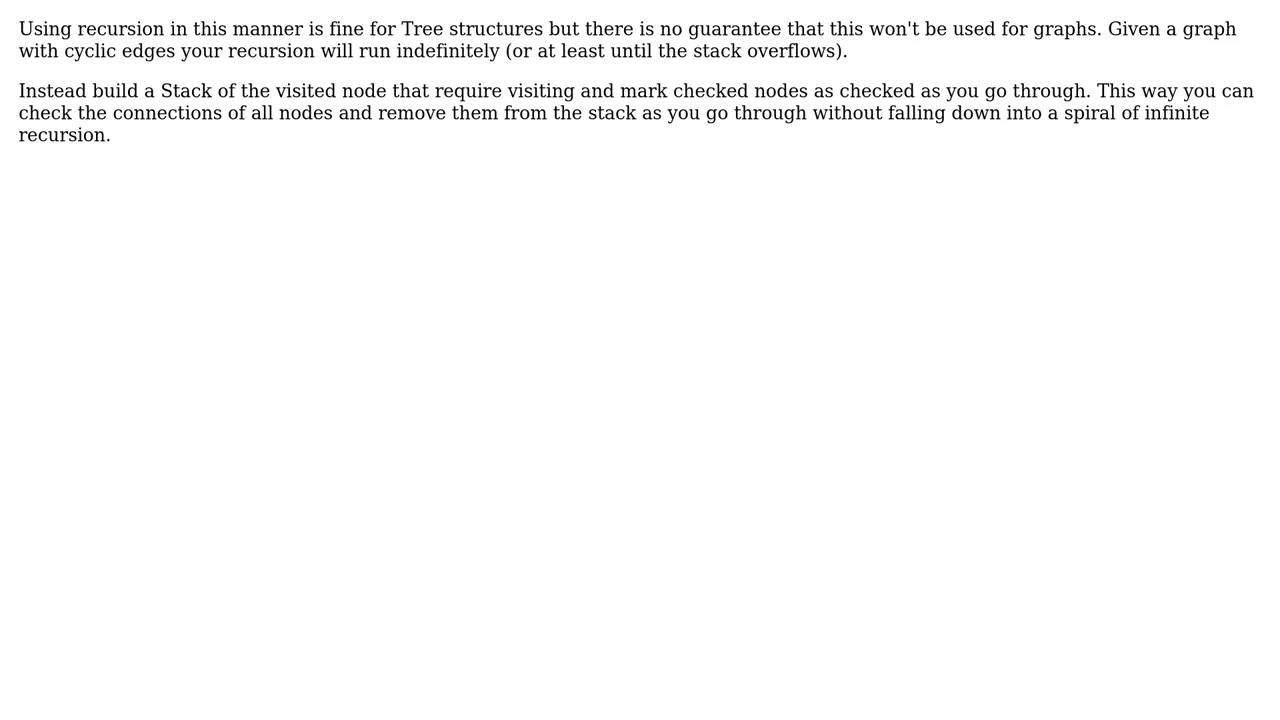 Using recursion in this manner is fine for Tree structures but there is no guarantee that this won't be used for graphs. Given a graph
with cyclic edges your recursion will run indefinitely (or at least until the stack overflows).
Instead build a Stack of the visited node that require visiting and mark checked nodes as checked as you go through. This way you can
check the connections of all nodes and remove them from the stack as you go through without falling down into a spiral of infinite
recursion.